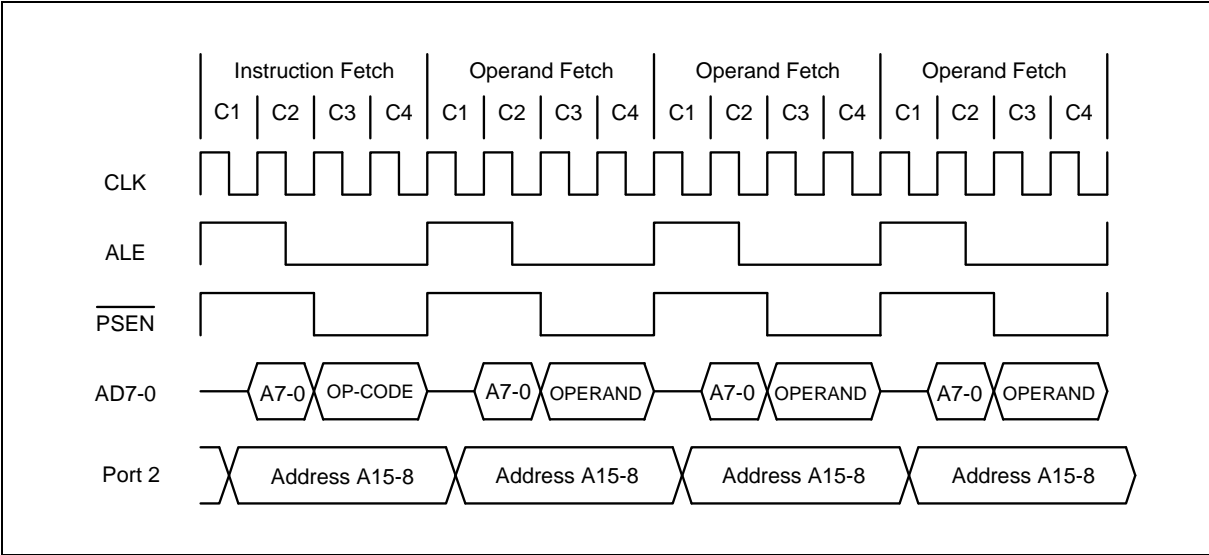 Instruction Fetch Operand Fetch Operand Fetch Operand Fetch
C1 C2 C3 C4 C1 C2 C3 C4 C1 C2 C3 C4 C1 C2 C3 C4
CLK
ALE
PSEN
AD7-0 A7-0 OP-CODE A7-0 OPERAND A7-0 OPERAND A7-0 OPERAND
Port 2 Address A15-8 Address A15-8 Address A15-8 Address A15-8